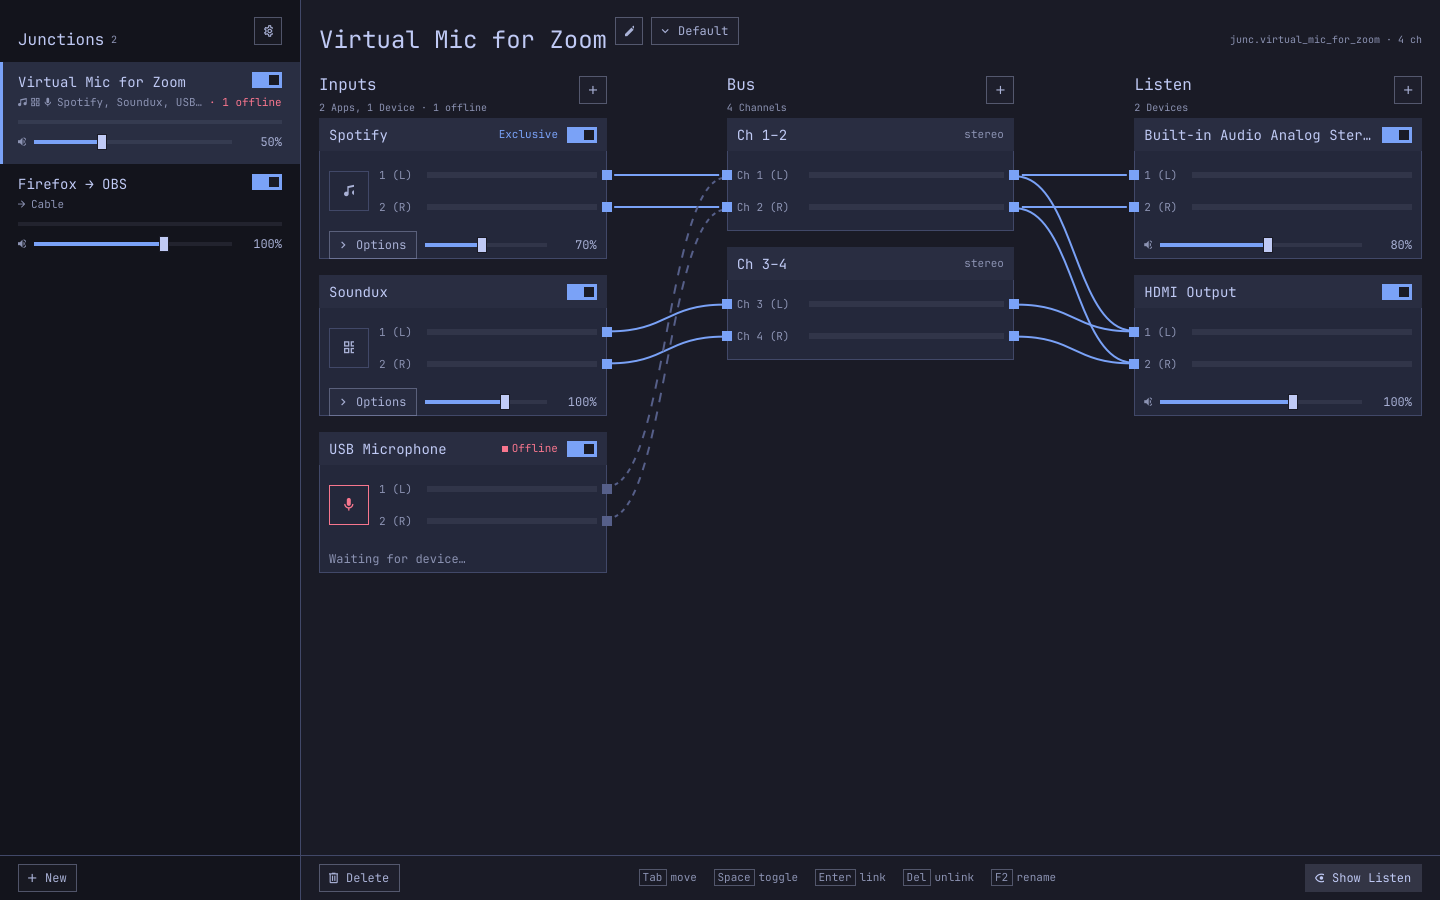 Junctions 2
Virtual Mic for Zoom
Spotify, Soundux, USB… · 1 offline
50%
Firefox → OBS
→ Cable
100%
+ New
Virtual Mic for Zoom
Default
junc.virtual_mic_for_zoom · 4 ch
Inputs
2 Apps, 1 Device · 1 offline
Spotify Exclusive
1 (L)
2 (R)
Options 70%
Soundux
1 (L)
2 (R)
Options 100%
USB Microphone Offline
1 (L)
2 (R)
Waiting for device…
Bus
4 Channels
Ch 1–2 stereo
Ch 1 (L)
Ch 2 (R)
Ch 3–4 stereo
Ch 3 (L)
Ch 4 (R)
Listen
2 Devices
Built-in Audio Analog Ster…
1 (L)
2 (R)
80%
HDMI Output
1 (L)
2 (R)
100%
Delete
Tab move Space toggle Enter link Del unlink F2 rename
Show Listen